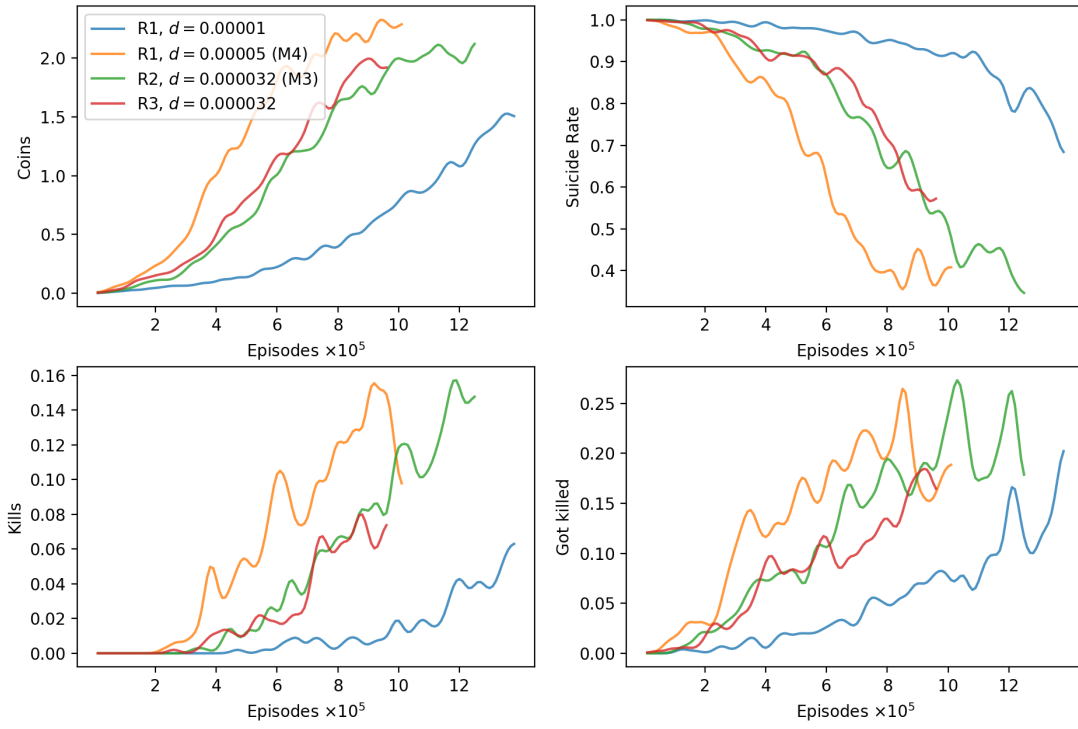 R1, d = 0.00001
R1, d = 0.00005 (M4)
R2, d = 0.000032 (M3)
R3, d = 0.000032
Coins
2.0
1.5
1.0
0.5
0.0
2 4 6 8 10 12
Episodes ×10⁵
Suicide Rate
1.0
0.9
0.8
0.7
0.6
0.5
0.4
2 4 6 8 10 12
Episodes ×10⁵
Kills
0.16
0.14
0.12
0.10
0.08
0.06
0.04
0.02
0.00
2 4 6 8 10 12
Episodes ×10⁵
Got killed
0.25
0.20
0.15
0.10
0.05
0.00
2 4 6 8 10 12
Episodes ×10⁵